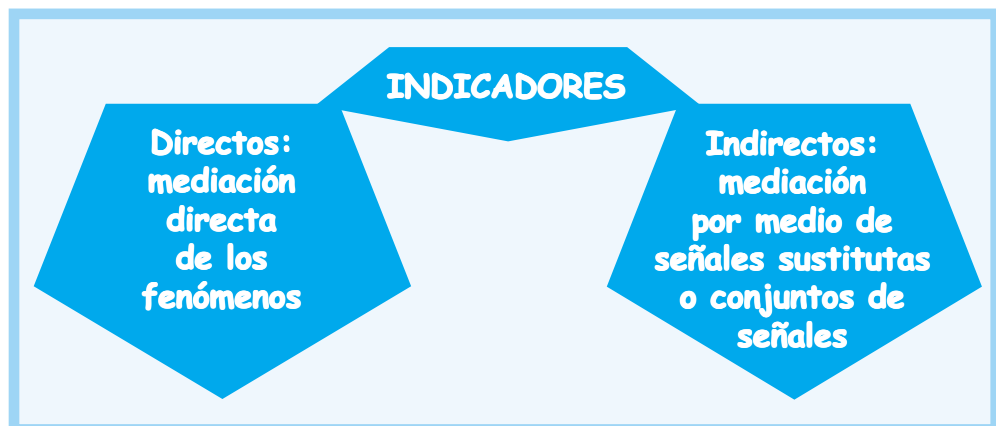 INDICADORES
Directos:
mediación
directa
de los
fenómenos
Indirectos:
mediación
por medio de
señales sustitutas
o conjuntos de
señales